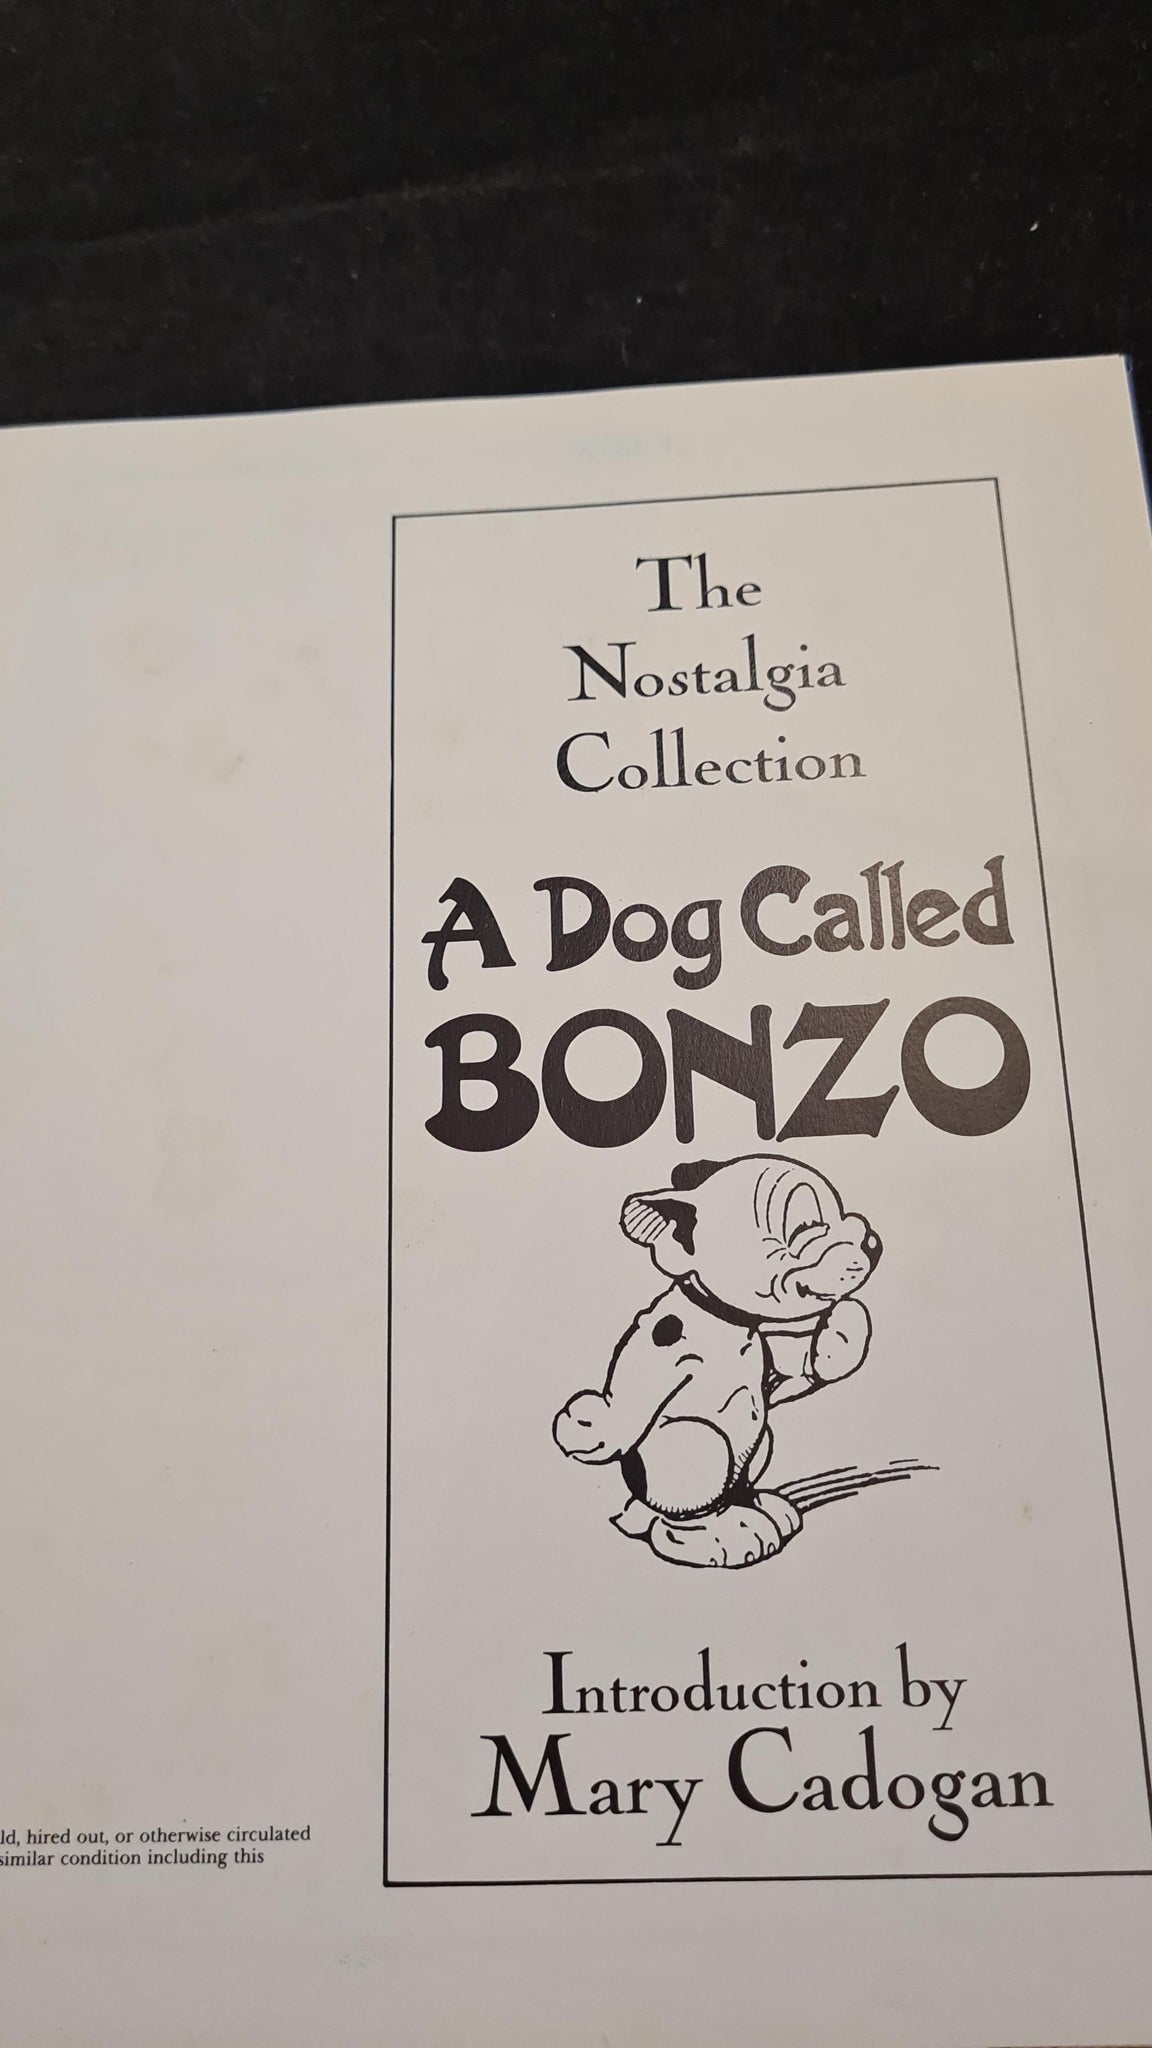 The
Nostalgia
Collection
A Dog Called
BONZO
Introduction by
Mary Cadogan
ld, hired out, or otherwise circulated
similar condition including this